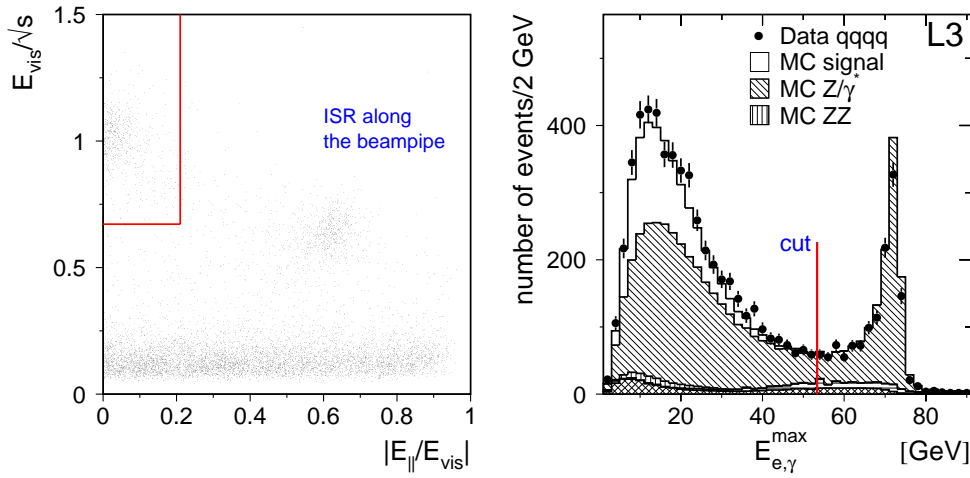 E_vis/√s
1.5
1
0.5
0
0 0.2 0.4 0.6 0.8 1
|E_∥/E_vis|
ISR along
the beampipe
number of events/2 GeV
400
200
0
20 40 60 80
E_e,γ^max [GeV]
L3
Data qqqq
MC signal
MC Z/γ*
MC ZZ
cut